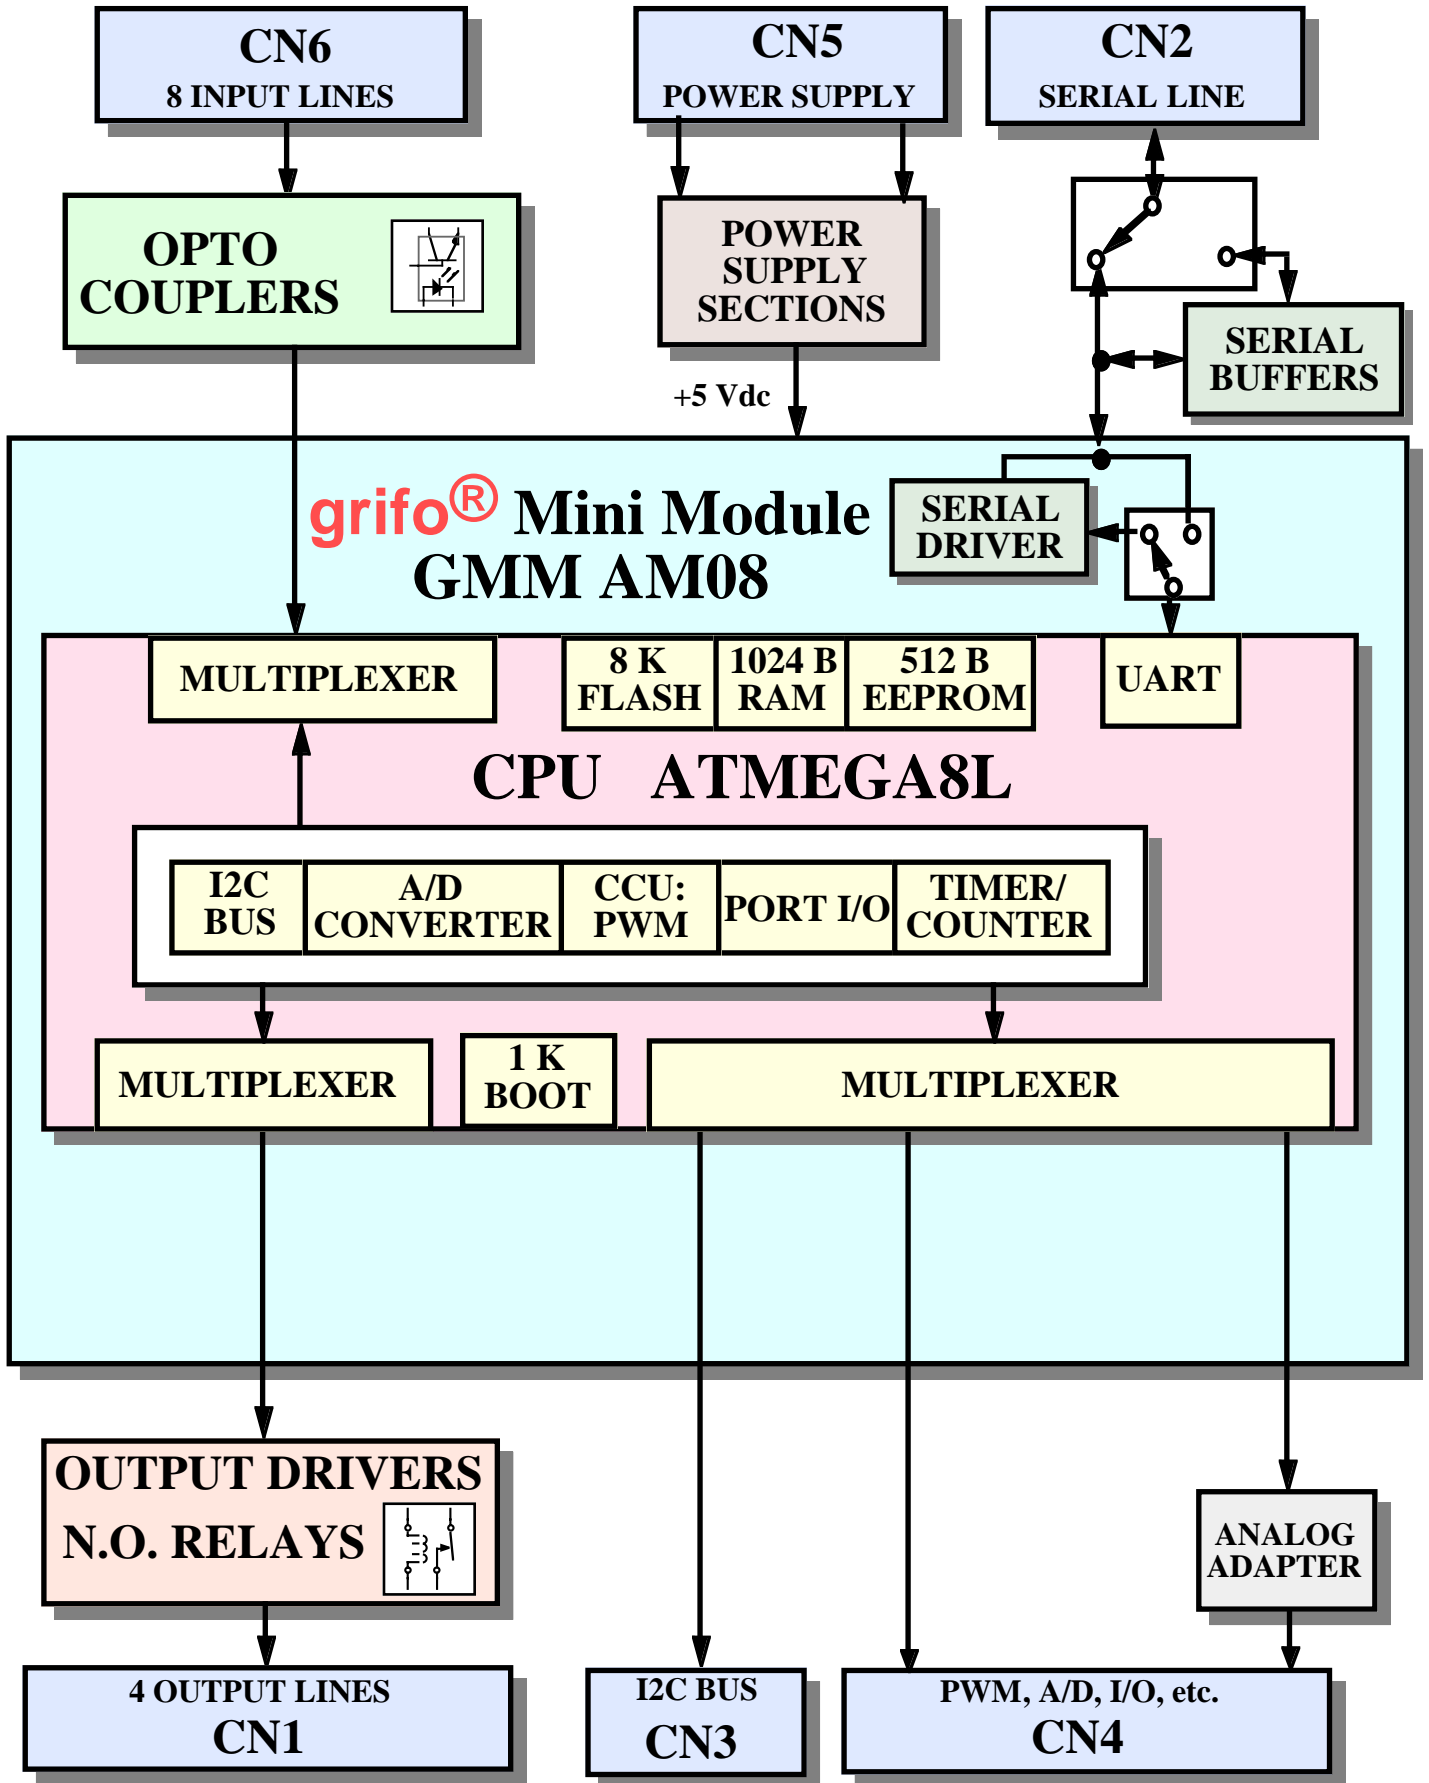 CN6
8 INPUT LINES
CN5
POWER SUPPLY
CN2
SERIAL LINE
OPTO
COUPLERS
POWER
SUPPLY
SECTIONS
SERIAL
BUFFERS
+5 Vdc
grifo® Mini Module
GMM AM08
SERIAL
DRIVER
MULTIPLEXER
8 K
FLASH
1024 B
RAM
512 B
EEPROM
UART
CPU ATMEGA8L
I2C
BUS
A/D
CONVERTER
CCU:
PWM
PORT I/O
TIMER/
COUNTER
MULTIPLEXER
1 K
BOOT
MULTIPLEXER
OUTPUT DRIVERS
N.O. RELAYS
ANALOG
ADAPTER
4 OUTPUT LINES
CN1
I2C BUS
CN3
PWM, A/D, I/O, etc.
CN4